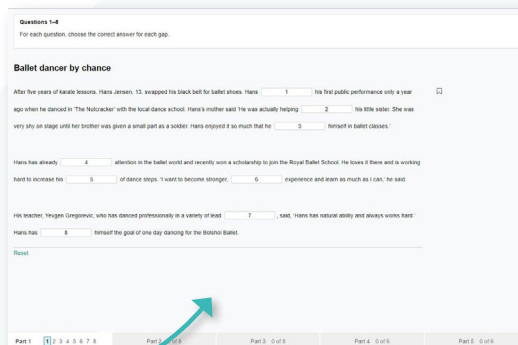 Questions 1–8
For each question, choose the correct answer for each gap.
Ballet dancer by chance
After five years of karate lessons. Hans Jensen, 13, swapped his black belt for ballet shoes. Hans 1 his first public performance only a year
ago when he danced in 'The Nutcracker' with the local dance school. Hans's mother said 'He was actually helping 2 his little sister. She was
very shy on stage until her brother was given a small part as a soldier. Hans enjoyed it so much that he 3 himself in ballet classes.'
Hans has already 4 attention in the ballet world and recently won a scholarship to join the Royal Ballet School. He loves it there and is working
hard to increase his 5 of dance steps. 'I want to become stronger, 6 experience and learn as much as I can,' he said.
His teacher, Yevgen Gregorevic, who has danced professionally in a variety of lead 7 , said, 'Hans has natural ability and always works hard.'
Hans has 8 himself the goal of one day dancing for the Bolshoi Ballet.
Reset
Part 1 1 2 3 4 5 6 7 8 Part 2 0 of 8 Part 3 0 of 8 Part 4 0 of 6 Part 5 0 of 6